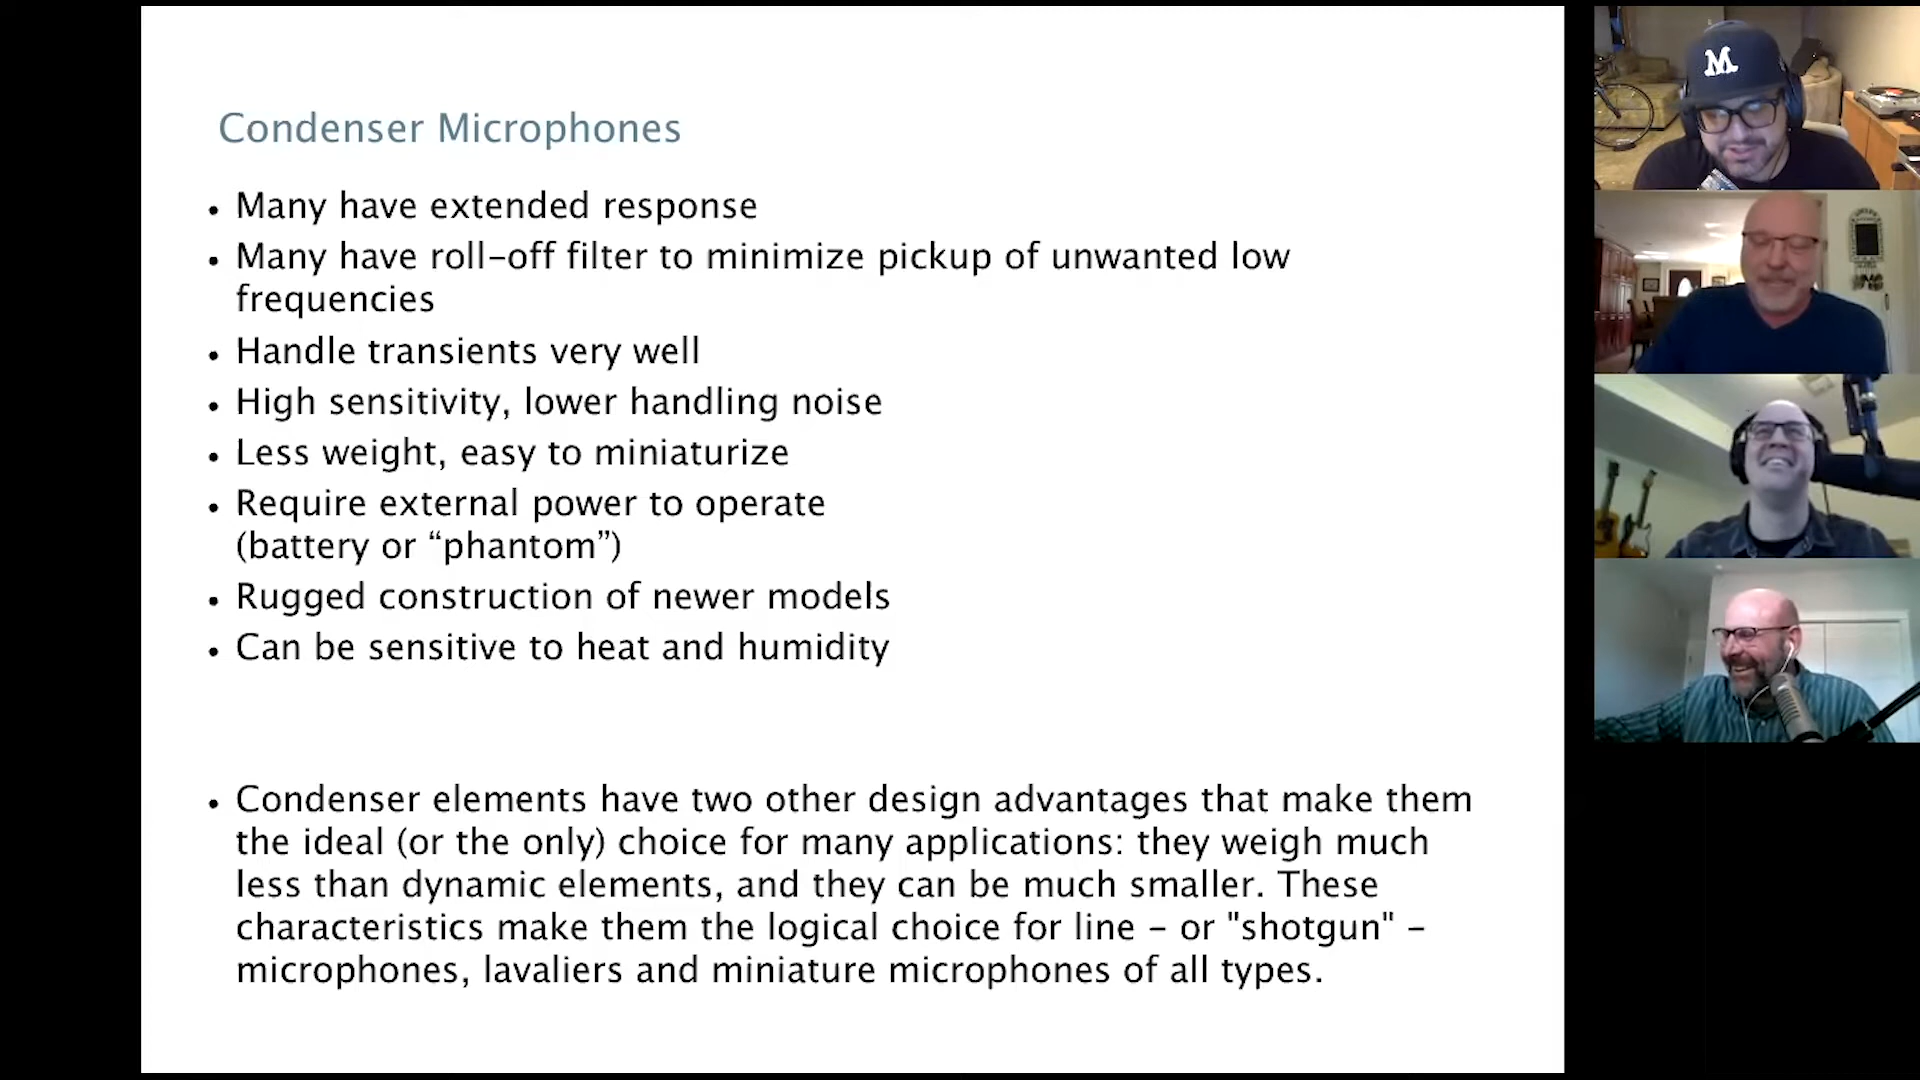 Condenser Microphones
• Many have extended response
• Many have roll-off filter to minimize pickup of unwanted low
frequencies
• Handle transients very well
• High sensitivity, lower handling noise
• Less weight, easy to miniaturize
• Require external power to operate
(battery or “phantom”)
• Rugged construction of newer models
• Can be sensitive to heat and humidity
• Condenser elements have two other design advantages that make them
the ideal (or the only) choice for many applications: they weigh much
less than dynamic elements, and they can be much smaller. These
characteristics make them the logical choice for line - or "shotgun" -
microphones, lavaliers and miniature microphones of all types.
M